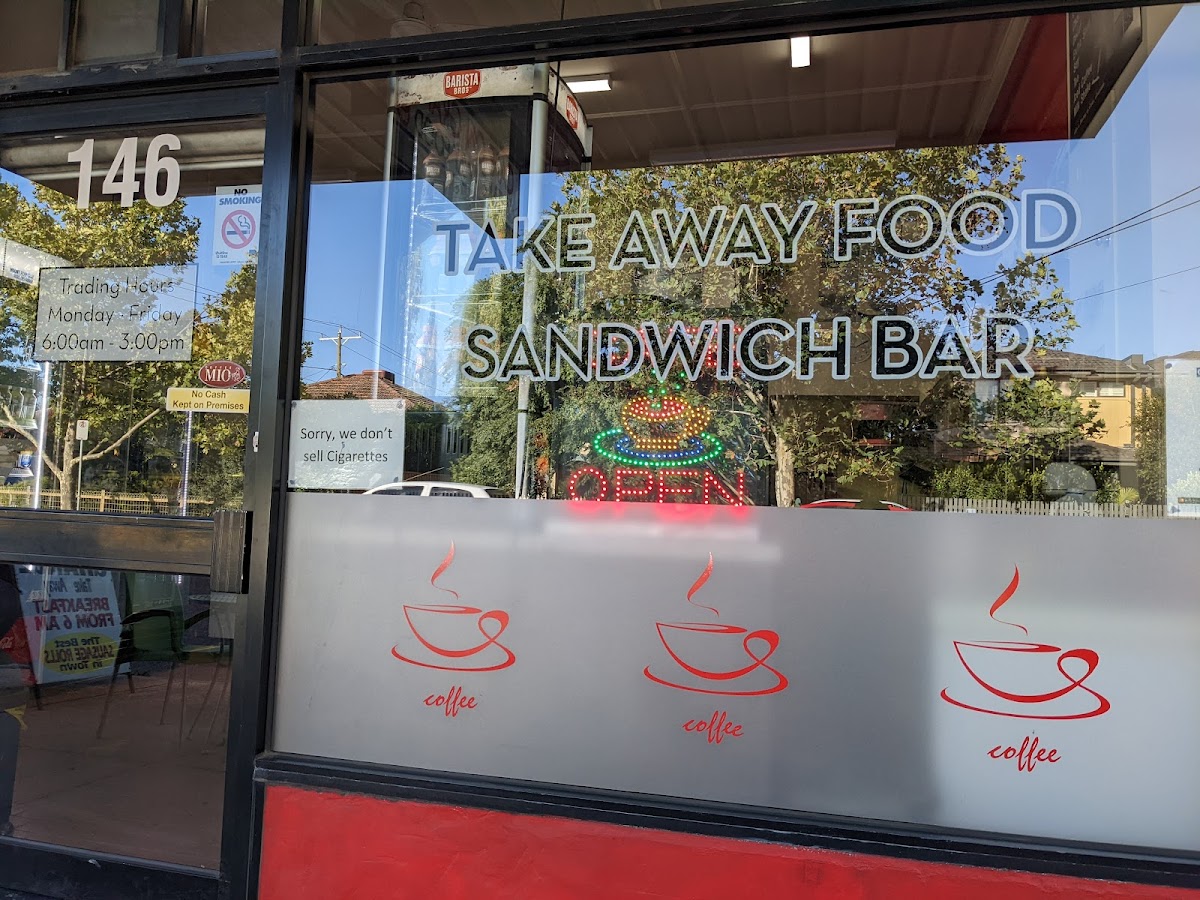 BARISTA
BROS
146
NO
SMOKING
Trading Hours
Monday - Friday
6:00am - 3:00pm
MIO
No Cash
Kept on Premises
TAKE AWAY FOOD
SANDWICH BAR
Sorry, we don't
sell Cigarettes
OPEN
Take Away
BREAKFAST
FROM 6 AM
The Best
SAUSAGE ROLLS
in Town
coffee
coffee
coffee